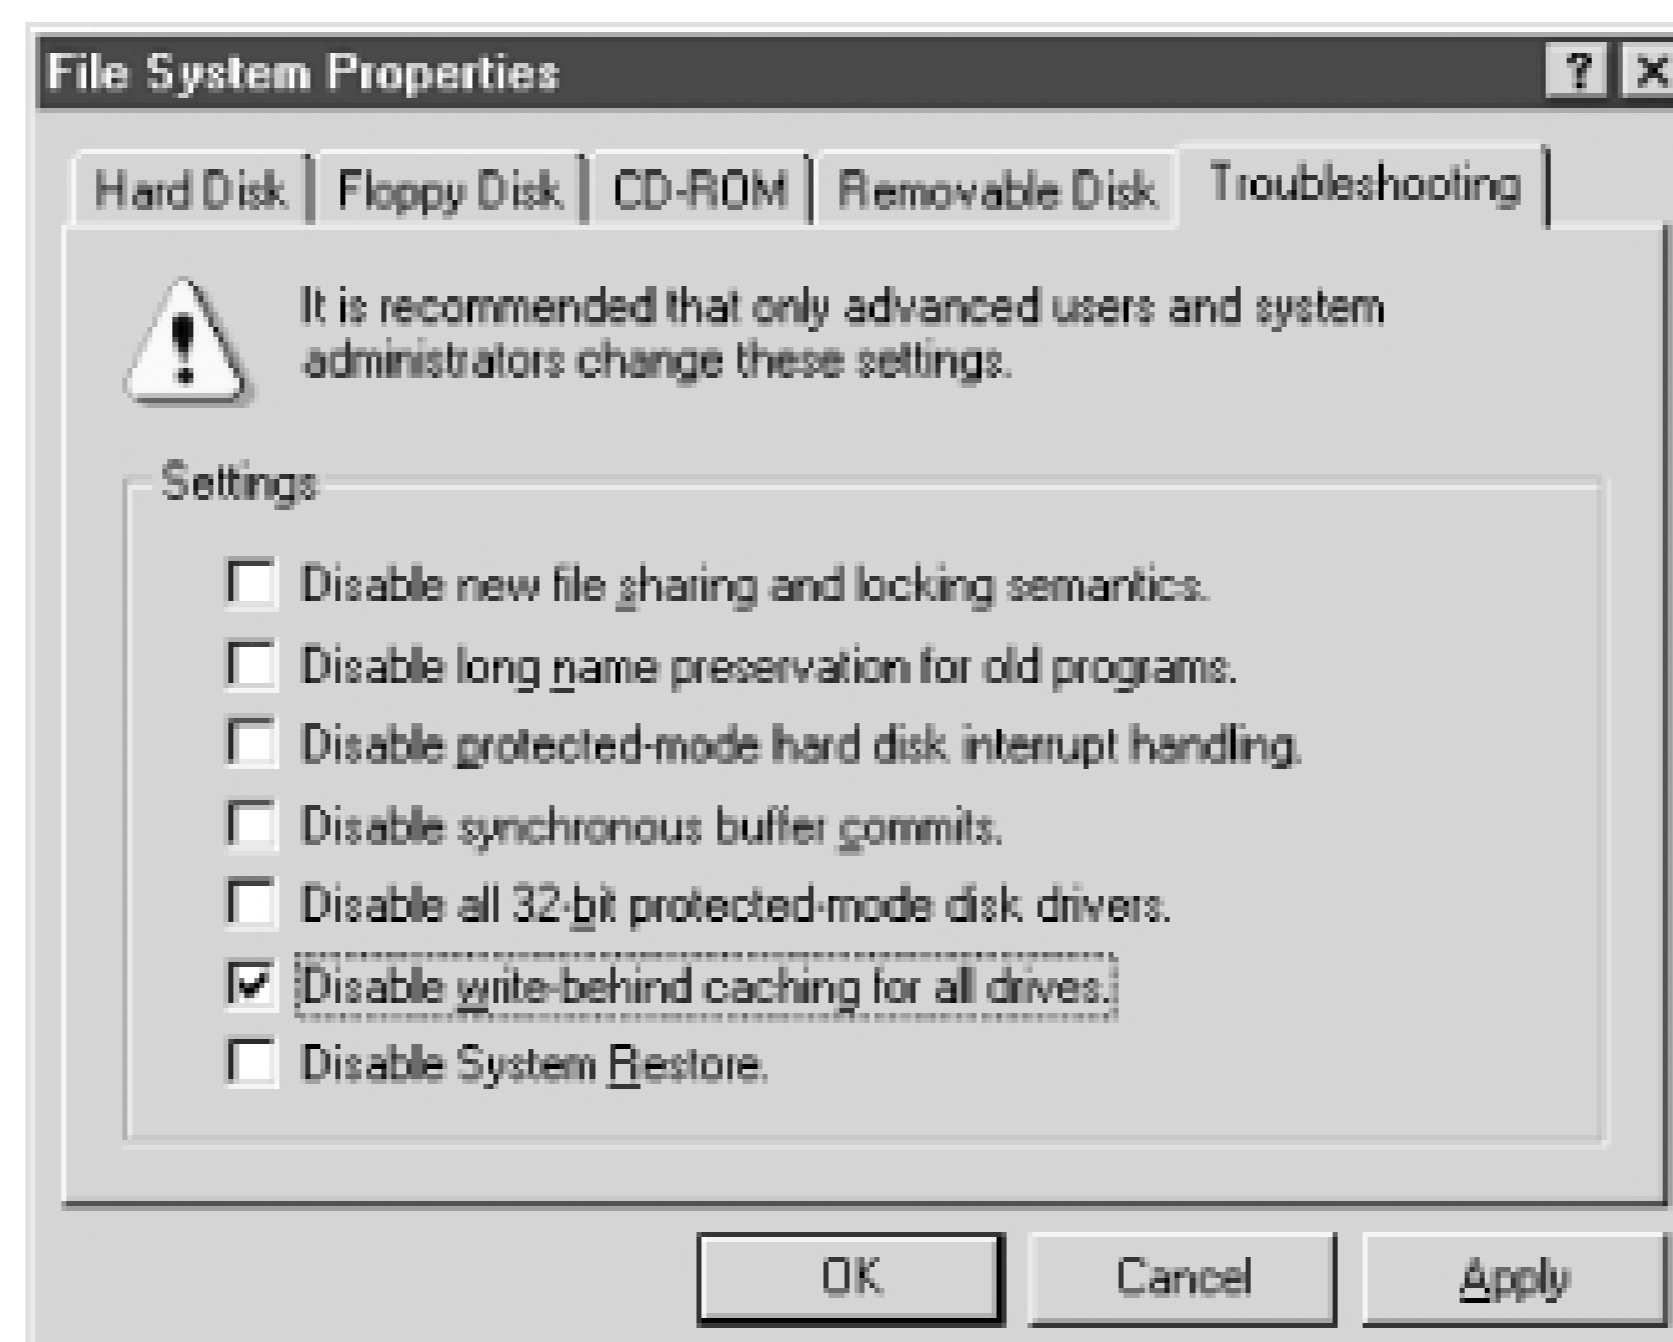 File System Properties
? X
Hard Disk Floppy Disk CD-ROM Removable Disk Troubleshooting
It is recommended that only advanced users and system
administrators change these settings.
Settings
Disable new file sharing and locking semantics.
Disable long name preservation for old programs.
Disable protected-mode hard disk interrupt handling.
Disable synchronous buffer commits.
Disable all 32-bit protected-mode disk drivers.
Disable write-behind caching for all drives.
Disable System Restore.
OK Cancel Apply